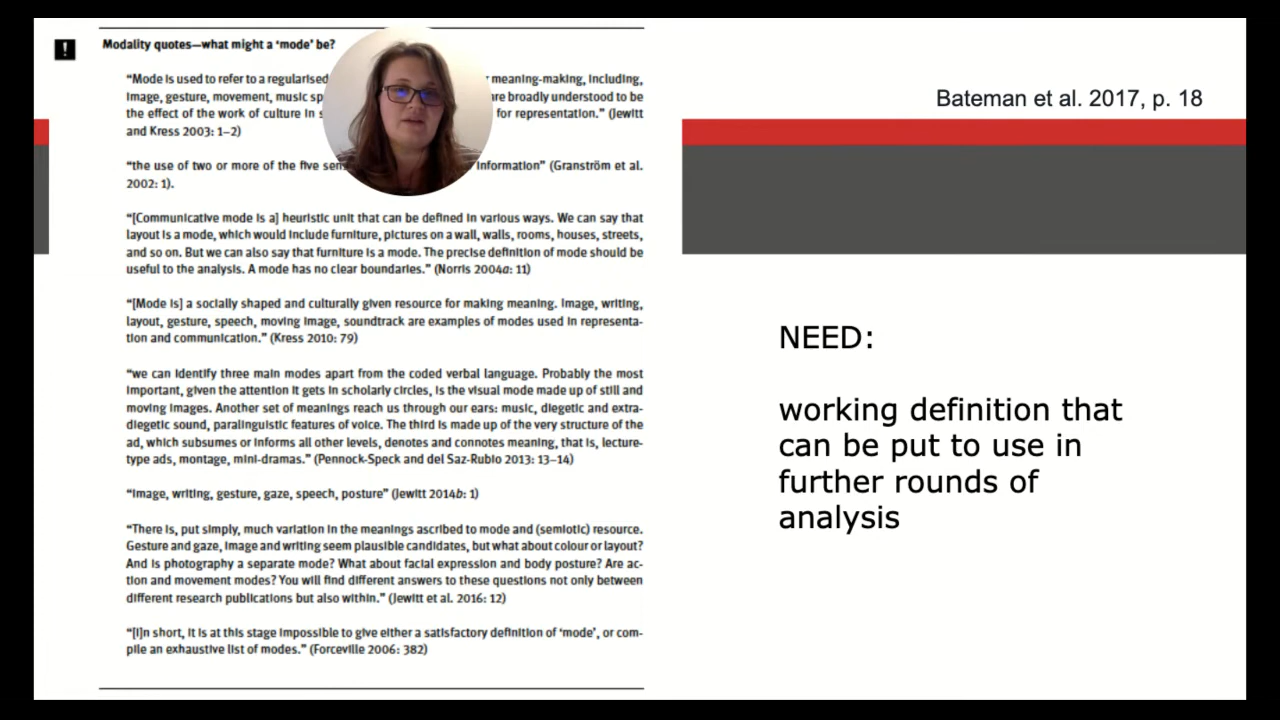 !
Modality quotes—what might a ‘mode’ be?
“Mode is used to refer to a regularised meaning-making, including,
image, gesture, movement, music are broadly understood to be
the effect of the work of culture in for representation.” (Jewitt
and Kress 2003: 1–2)
“the use of two or more of the five information” (Granström et al.
2002: 1).
“[Communicative mode is a] heuristic unit that can be defined in various ways. We can say that
layout is a mode, which would include furniture, pictures on a wall, walls, rooms, houses, streets,
and so on. But we can also say that furniture is a mode. The precise definition of mode should be
useful to the analysis. A mode has no clear boundaries.” (Norris 2004a: 11)
“[Mode is] a socially shaped and culturally given resource for making meaning. Image, writing,
layout, gesture, speech, moving image, soundtrack are examples of modes used in representa-
tion and communication.” (Kress 2010: 79)
“we can identify three main modes apart from the coded verbal language. Probably the most
important, given the attention it gets in scholarly circles, is the visual mode made up of still and
moving images. Another set of meanings reach us through our ears: music, diegetic and extra-
diegetic sound, paralinguistic features of voice. The third is made up of the very structure of the
ad, which subsumes or informs all other levels, denotes and connotes meaning, that is, lecture-
type ads, montage, mini-dramas.” (Pennock-Speck and del Saz-Rubio 2013: 13–14)
“image, writing, gesture, gaze, speech, posture” (Jewitt 2014b: 1)
“There is, put simply, much variation in the meanings ascribed to mode and (semiotic) resource.
Gesture and gaze, image and writing seem plausible candidates, but what about colour or layout?
And is photography a separate mode? What about facial expression and body posture? Are ac-
tion and movement modes? You will find different answers to these questions not only between
different research publications but also within.” (Jewitt et al. 2016: 12)
“[I]n short, it is at this stage impossible to give either a satisfactory definition of ‘mode’, or com-
pile an exhaustive list of modes.” (Forceville 2006: 382)
Bateman et al. 2017, p. 18
NEED:
working definition that
can be put to use in
further rounds of
analysis